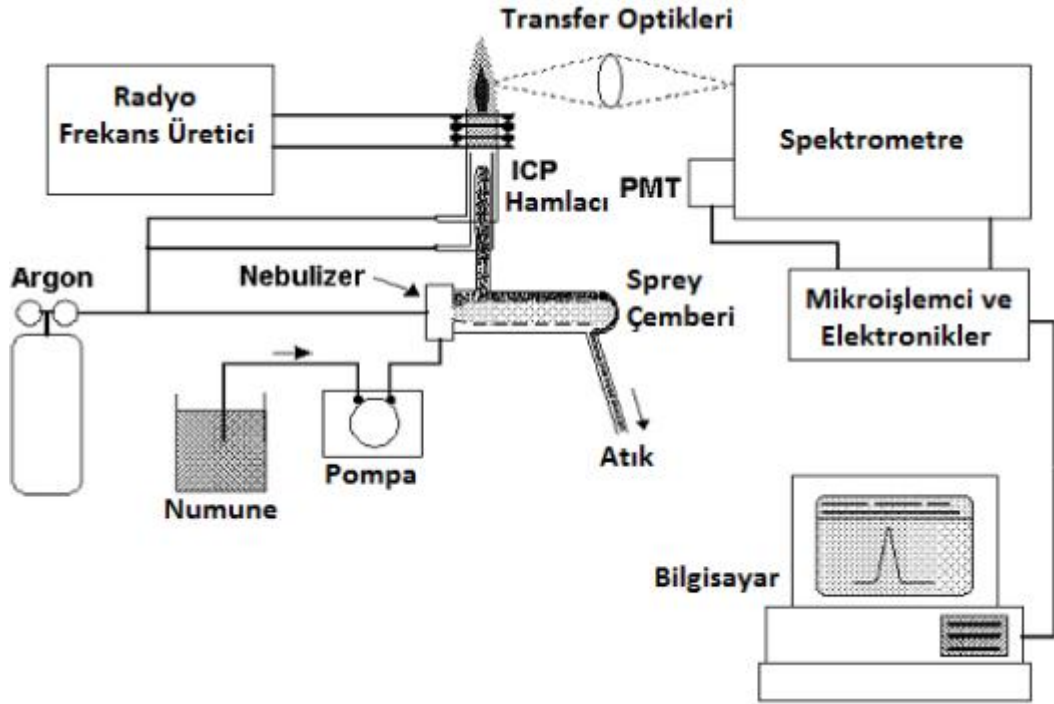 Transfer Optikleri
Radyo
Frekans Üretici
Spektrometre
ICP
Hamlacı
PMT
Argon
Nebulizer
Sprey
Çemberi
Mikroişlemci ve
Elektronikler
Pompa
Atık
Numune
Bilgisayar